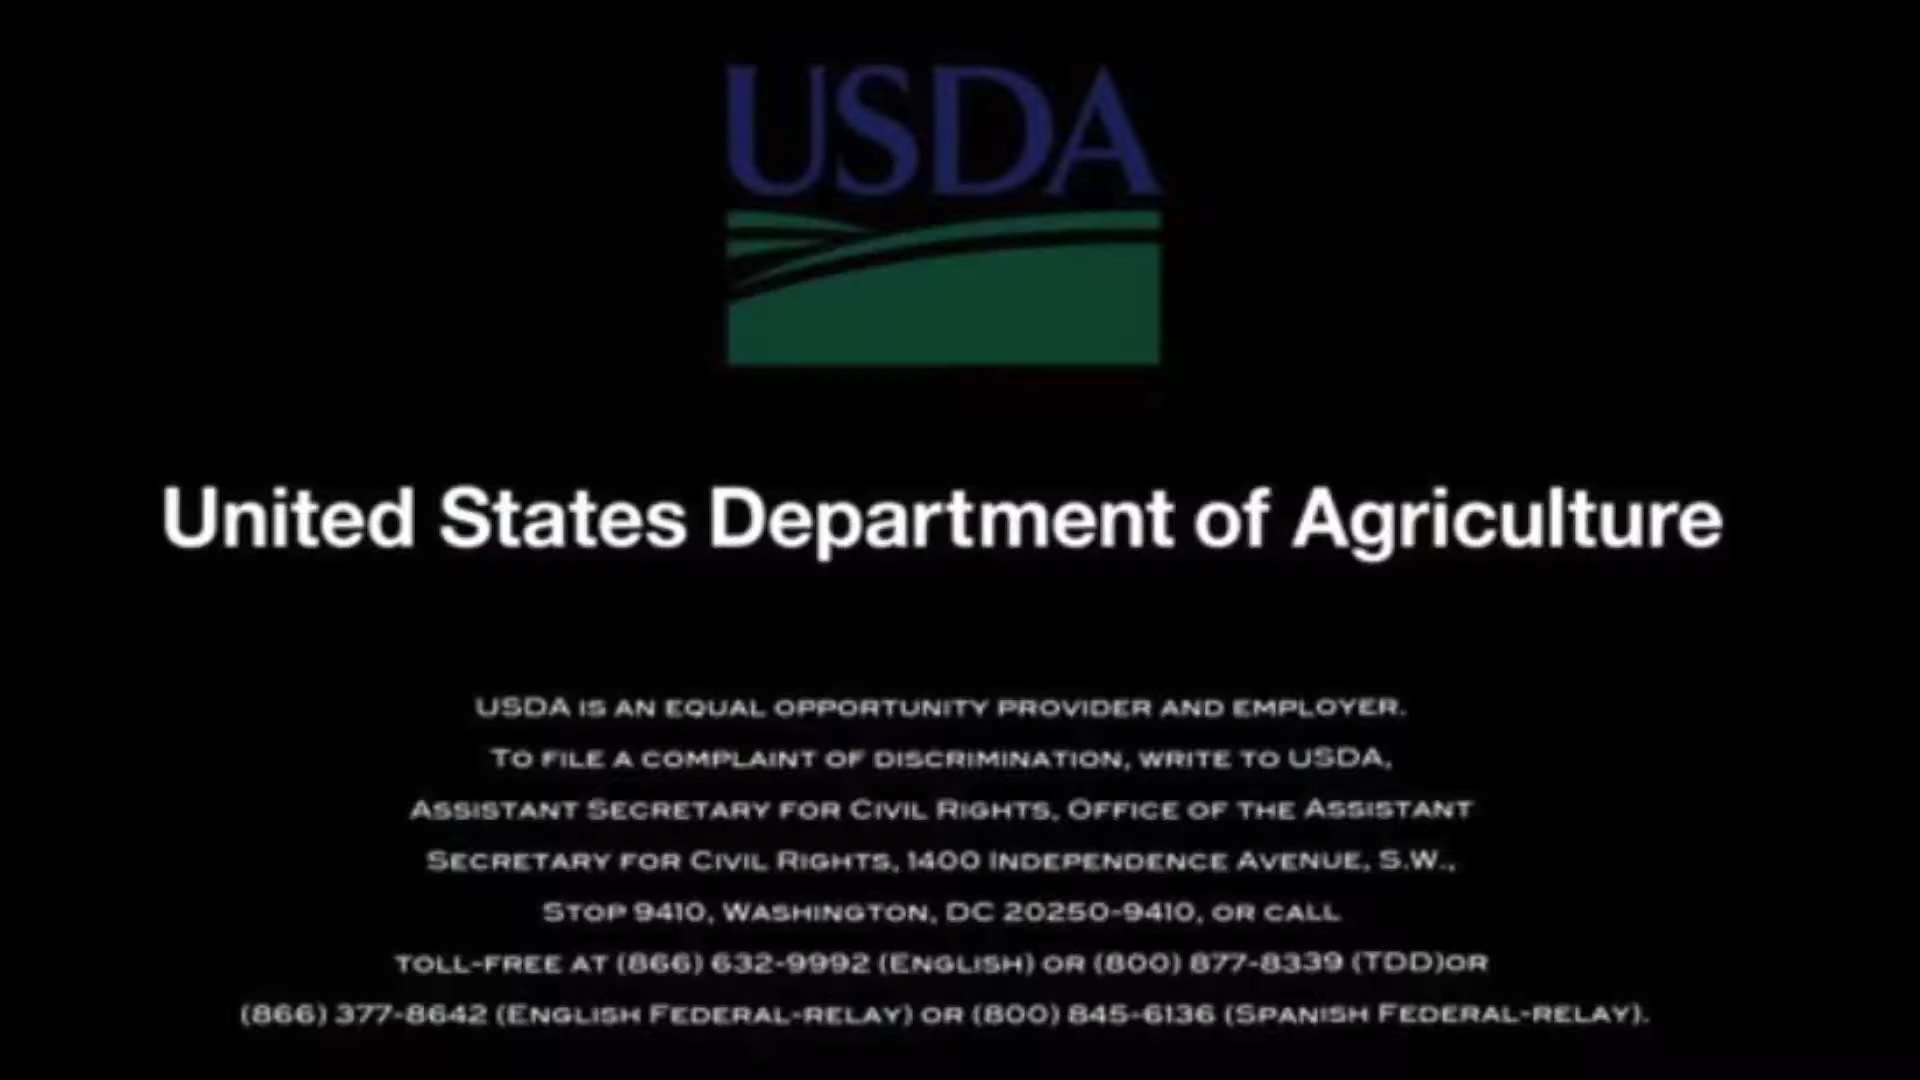 USDA
United States Department of Agriculture
USDA IS AN EQUAL OPPORTUNITY PROVIDER AND EMPLOYER.
TO FILE A COMPLAINT OF DISCRIMINATION, WRITE TO USDA,
ASSISTANT SECRETARY FOR CIVIL RIGHTS, OFFICE OF THE ASSISTANT
SECRETARY FOR CIVIL RIGHTS, 1400 INDEPENDENCE AVENUE, S.W.,
STOP 9410, WASHINGTON, DC 20250-9410, OR CALL
TOLL-FREE AT (866) 632-9992 (ENGLISH) OR (800) 877-8339 (TDD)OR
(866) 377-8642 (ENGLISH FEDERAL-RELAY) OR (800) 845-6136 (SPANISH FEDERAL-RELAY).